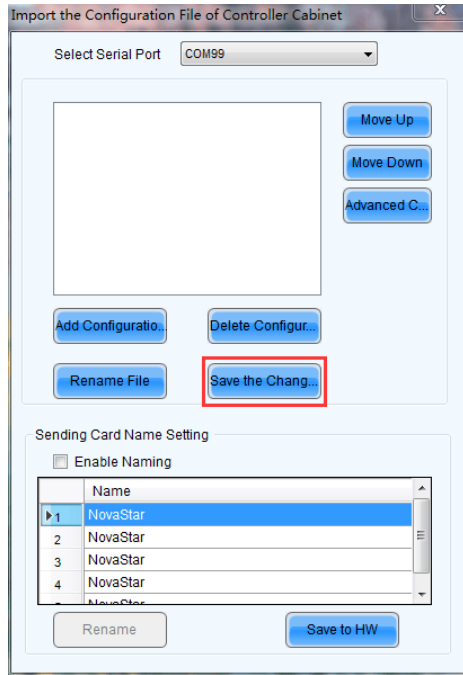 Import the Configuration File of Controller Cabinet
x
Select Serial Port COM99
Move Up
Move Down
Advanced C...
Add Configuratio...
Delete Configur...
Rename File
Save the Chang...
Sending Card Name Setting
Enable Naming
Name
1 NovaStar
2 NovaStar
3 NovaStar
4 NovaStar
NovaStar
Rename
Save to HW